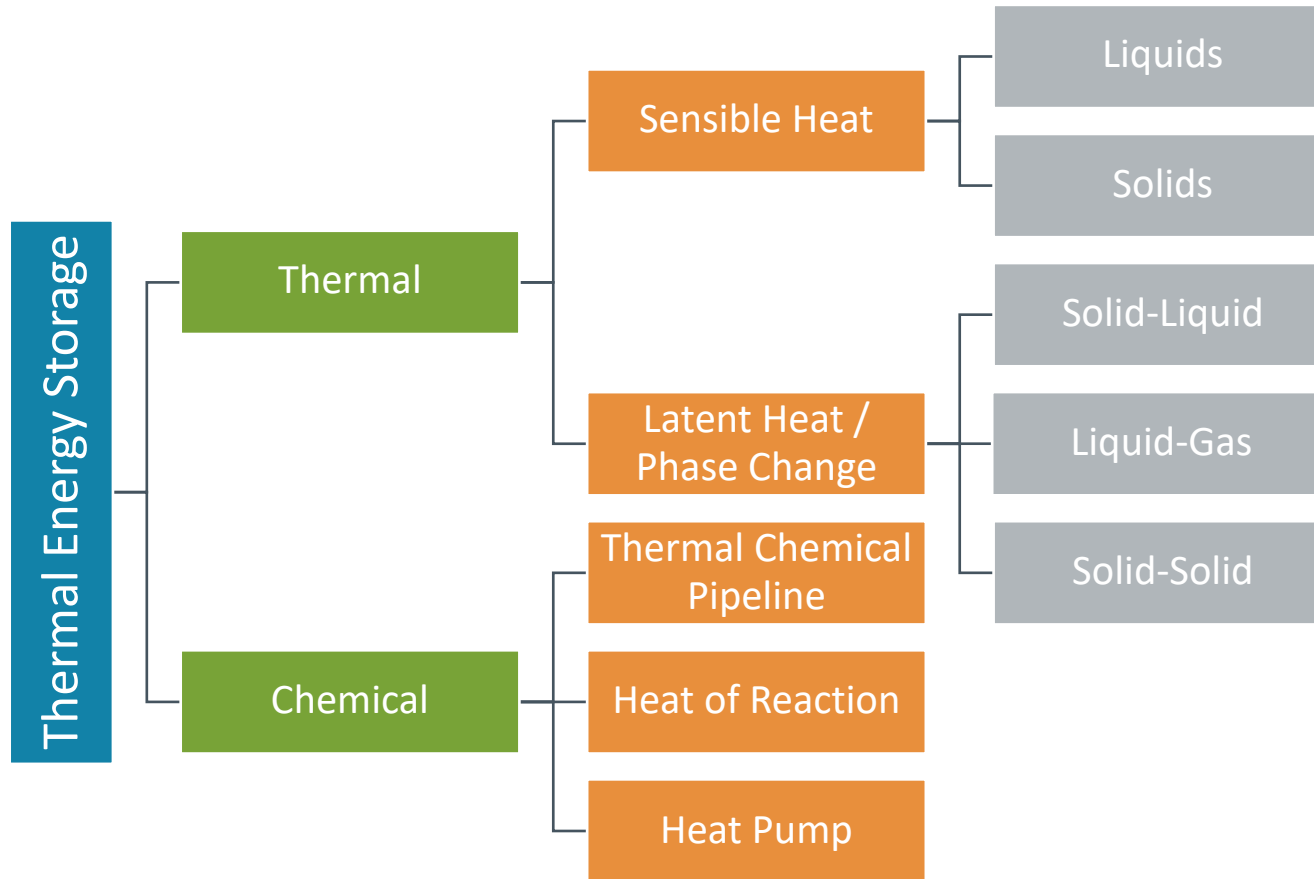 Thermal Energy Storage
Thermal
Chemical
Sensible Heat
Latent Heat /
Phase Change
Thermal Chemical
Pipeline
Heat of Reaction
Heat Pump
Liquids
Solids
Solid-Liquid
Liquid-Gas
Solid-Solid